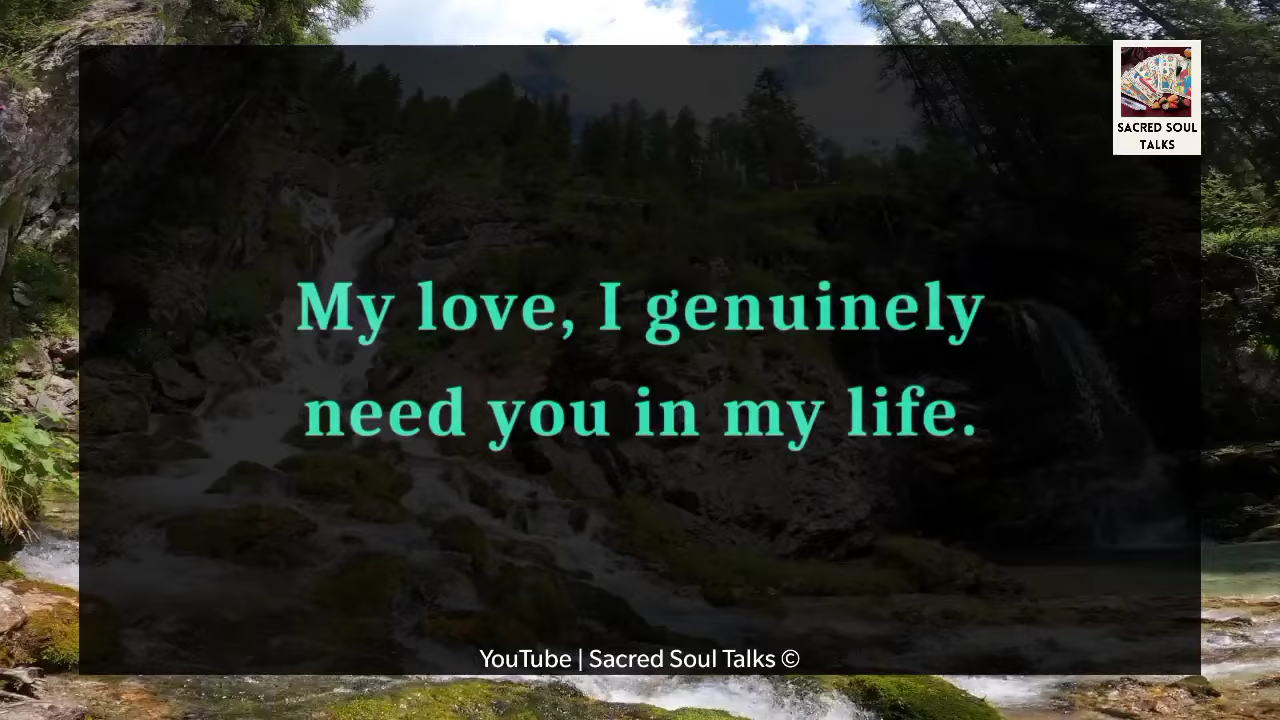 SACRED SOUL
TALKS
My love, I genuinely
need you in my life.
YouTube | Sacred Soul Talks ©